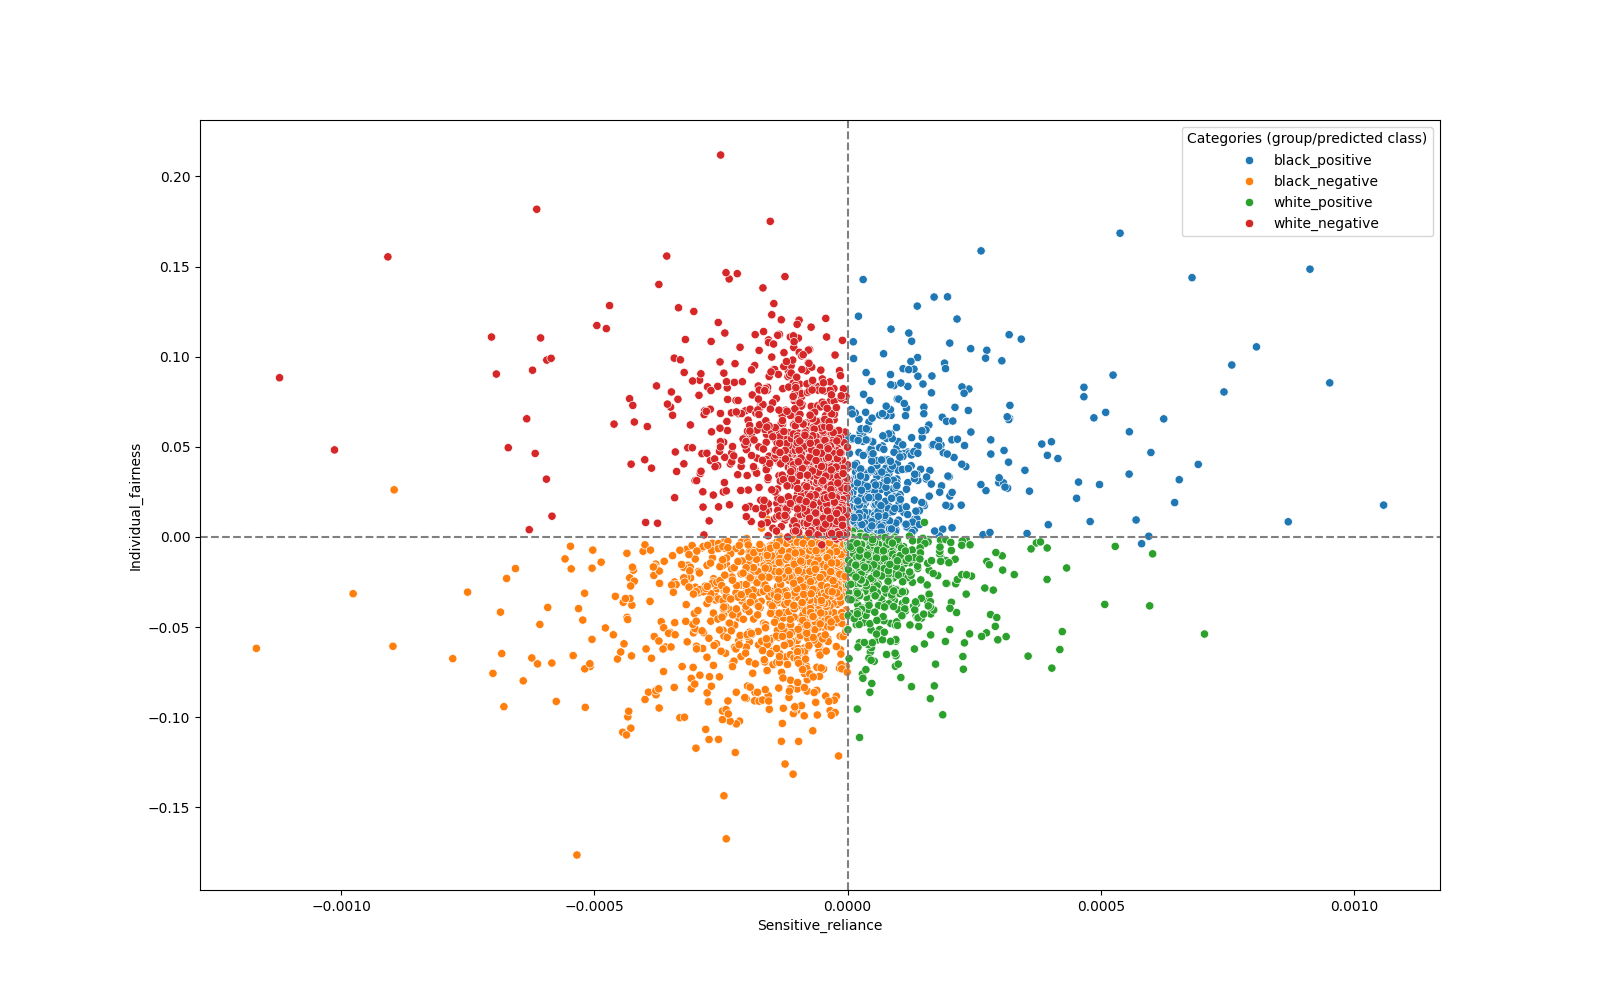 Categories (group/predicted class)
black_positive
black_negative
white_positive
white_negative
0.20
0.15
0.10
0.05
0.00
−0.05
−0.10
−0.15
Individual_fairness
−0.0010
−0.0005
0.0000
0.0005
0.0010
Sensitive_reliance